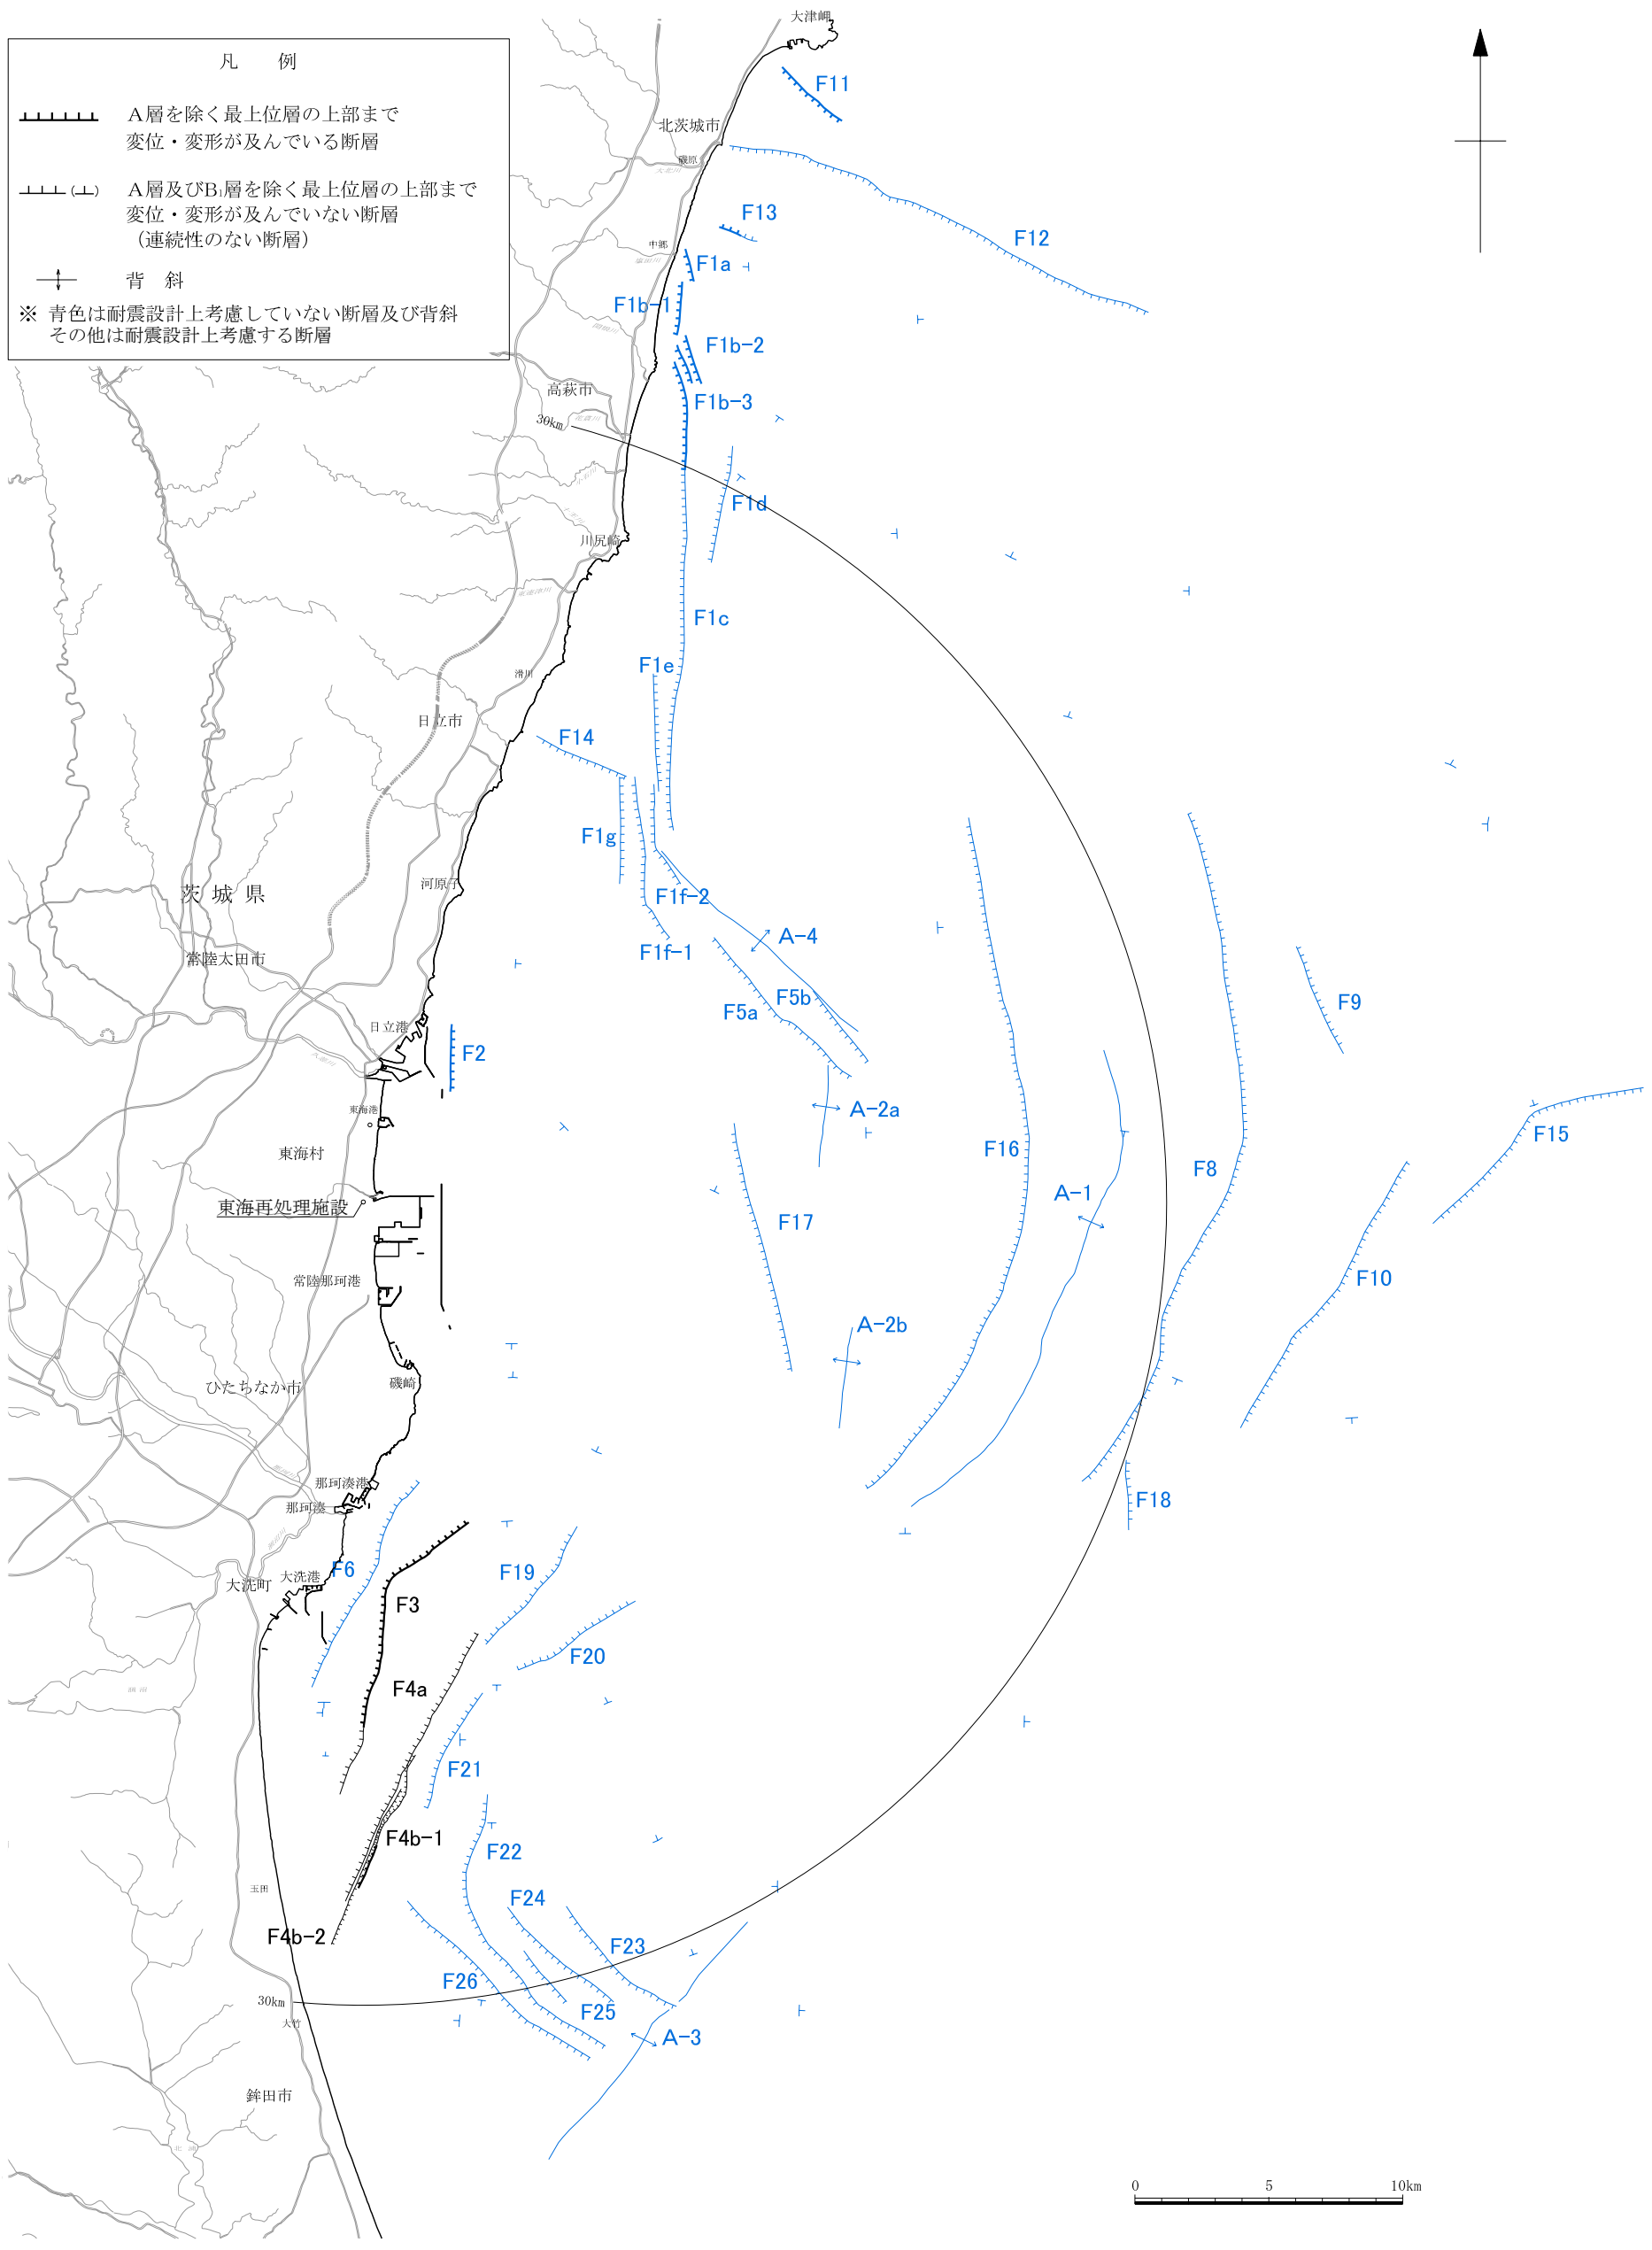 凡　　例
A層を除く最上位層の上部まで
変位・変形が及んでいる断層
A層及びB₁層を除く最上位層の上部まで
変位・変形が及んでいない断層
（連続性のない断層）
背　斜
※ 青色は耐震設計上考慮していない断層及び背斜
その他は耐震設計上考慮する断層
大津岬
F11
北茨城市
磯原
F13
F12
中郷
F1a
F1b-1
F1b-2
高萩市
F1b-3
30km
F1d
川尻崎
F1c
F1e
滑川
日立市
F14
F1g
河原子
茨 城 県
F1f-2
A-4
F1f-1
常陸太田市
F5b
F5a
F9
日立港
F2
東海港
A-2a
F15
東海村
F16
F8
A-1
東海再処理施設
F17
F10
常陸那珂港
A-2b
磯崎
ひたちなか市
那珂湊港
F18
那珂湊
F6
F19
大洗港
大洗町
F3
F20
F4a
F21
F4b-1
F22
玉田
F24
F4b-2
F23
F26
30km
F25
大竹
A-3
鉾田市
0 5 10km